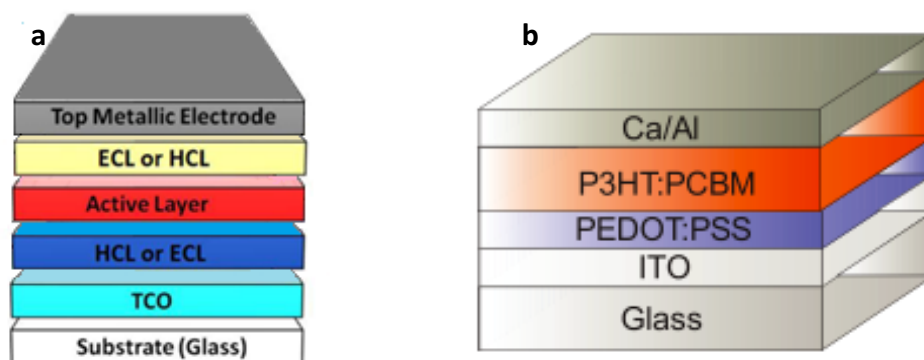 a
Top Metallic Electrode
ECL or HCL
Active Layer
HCL or ECL
TCO
Substrate (Glass)
b
Ca/Al
P3HT:PCBM
PEDOT:PSS
ITO
Glass